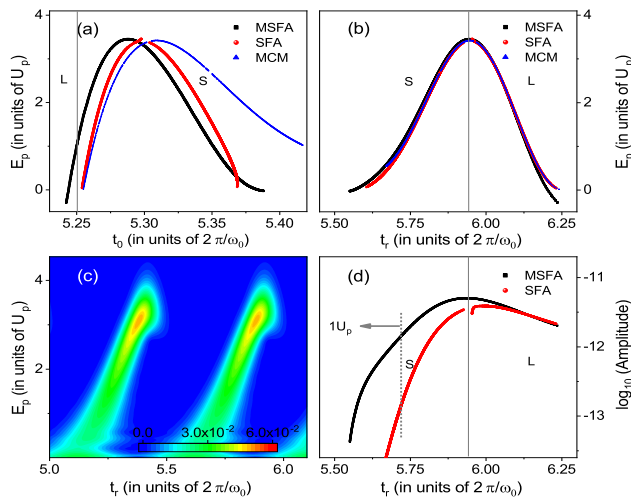 (a)
MSFA
SFA
MCM
L
S
E_p (in units of U_p)
4
2
0
5.25
5.30
5.35
5.40
t_0 (in units of 2 π/ω_0)
(b)
MSFA
SFA
MCM
S
L
4
2
0
E_p (in units of U_p)
5.50
5.75
6.00
6.25
t_r (in units of 2 π/ω_0)
(c)
E_p (in units of U_p)
4
2
0.0
3.0x10^-2
6.0x10^-2
5.0
5.5
6.0
t_r (in units of 2 π/ω_0)
(d)
MSFA
SFA
1U_p
S
L
-11
-12
-13
log_10 (Amplitude)
5.50
5.75
6.00
6.25
t_r (in units of 2 π/ω_0)